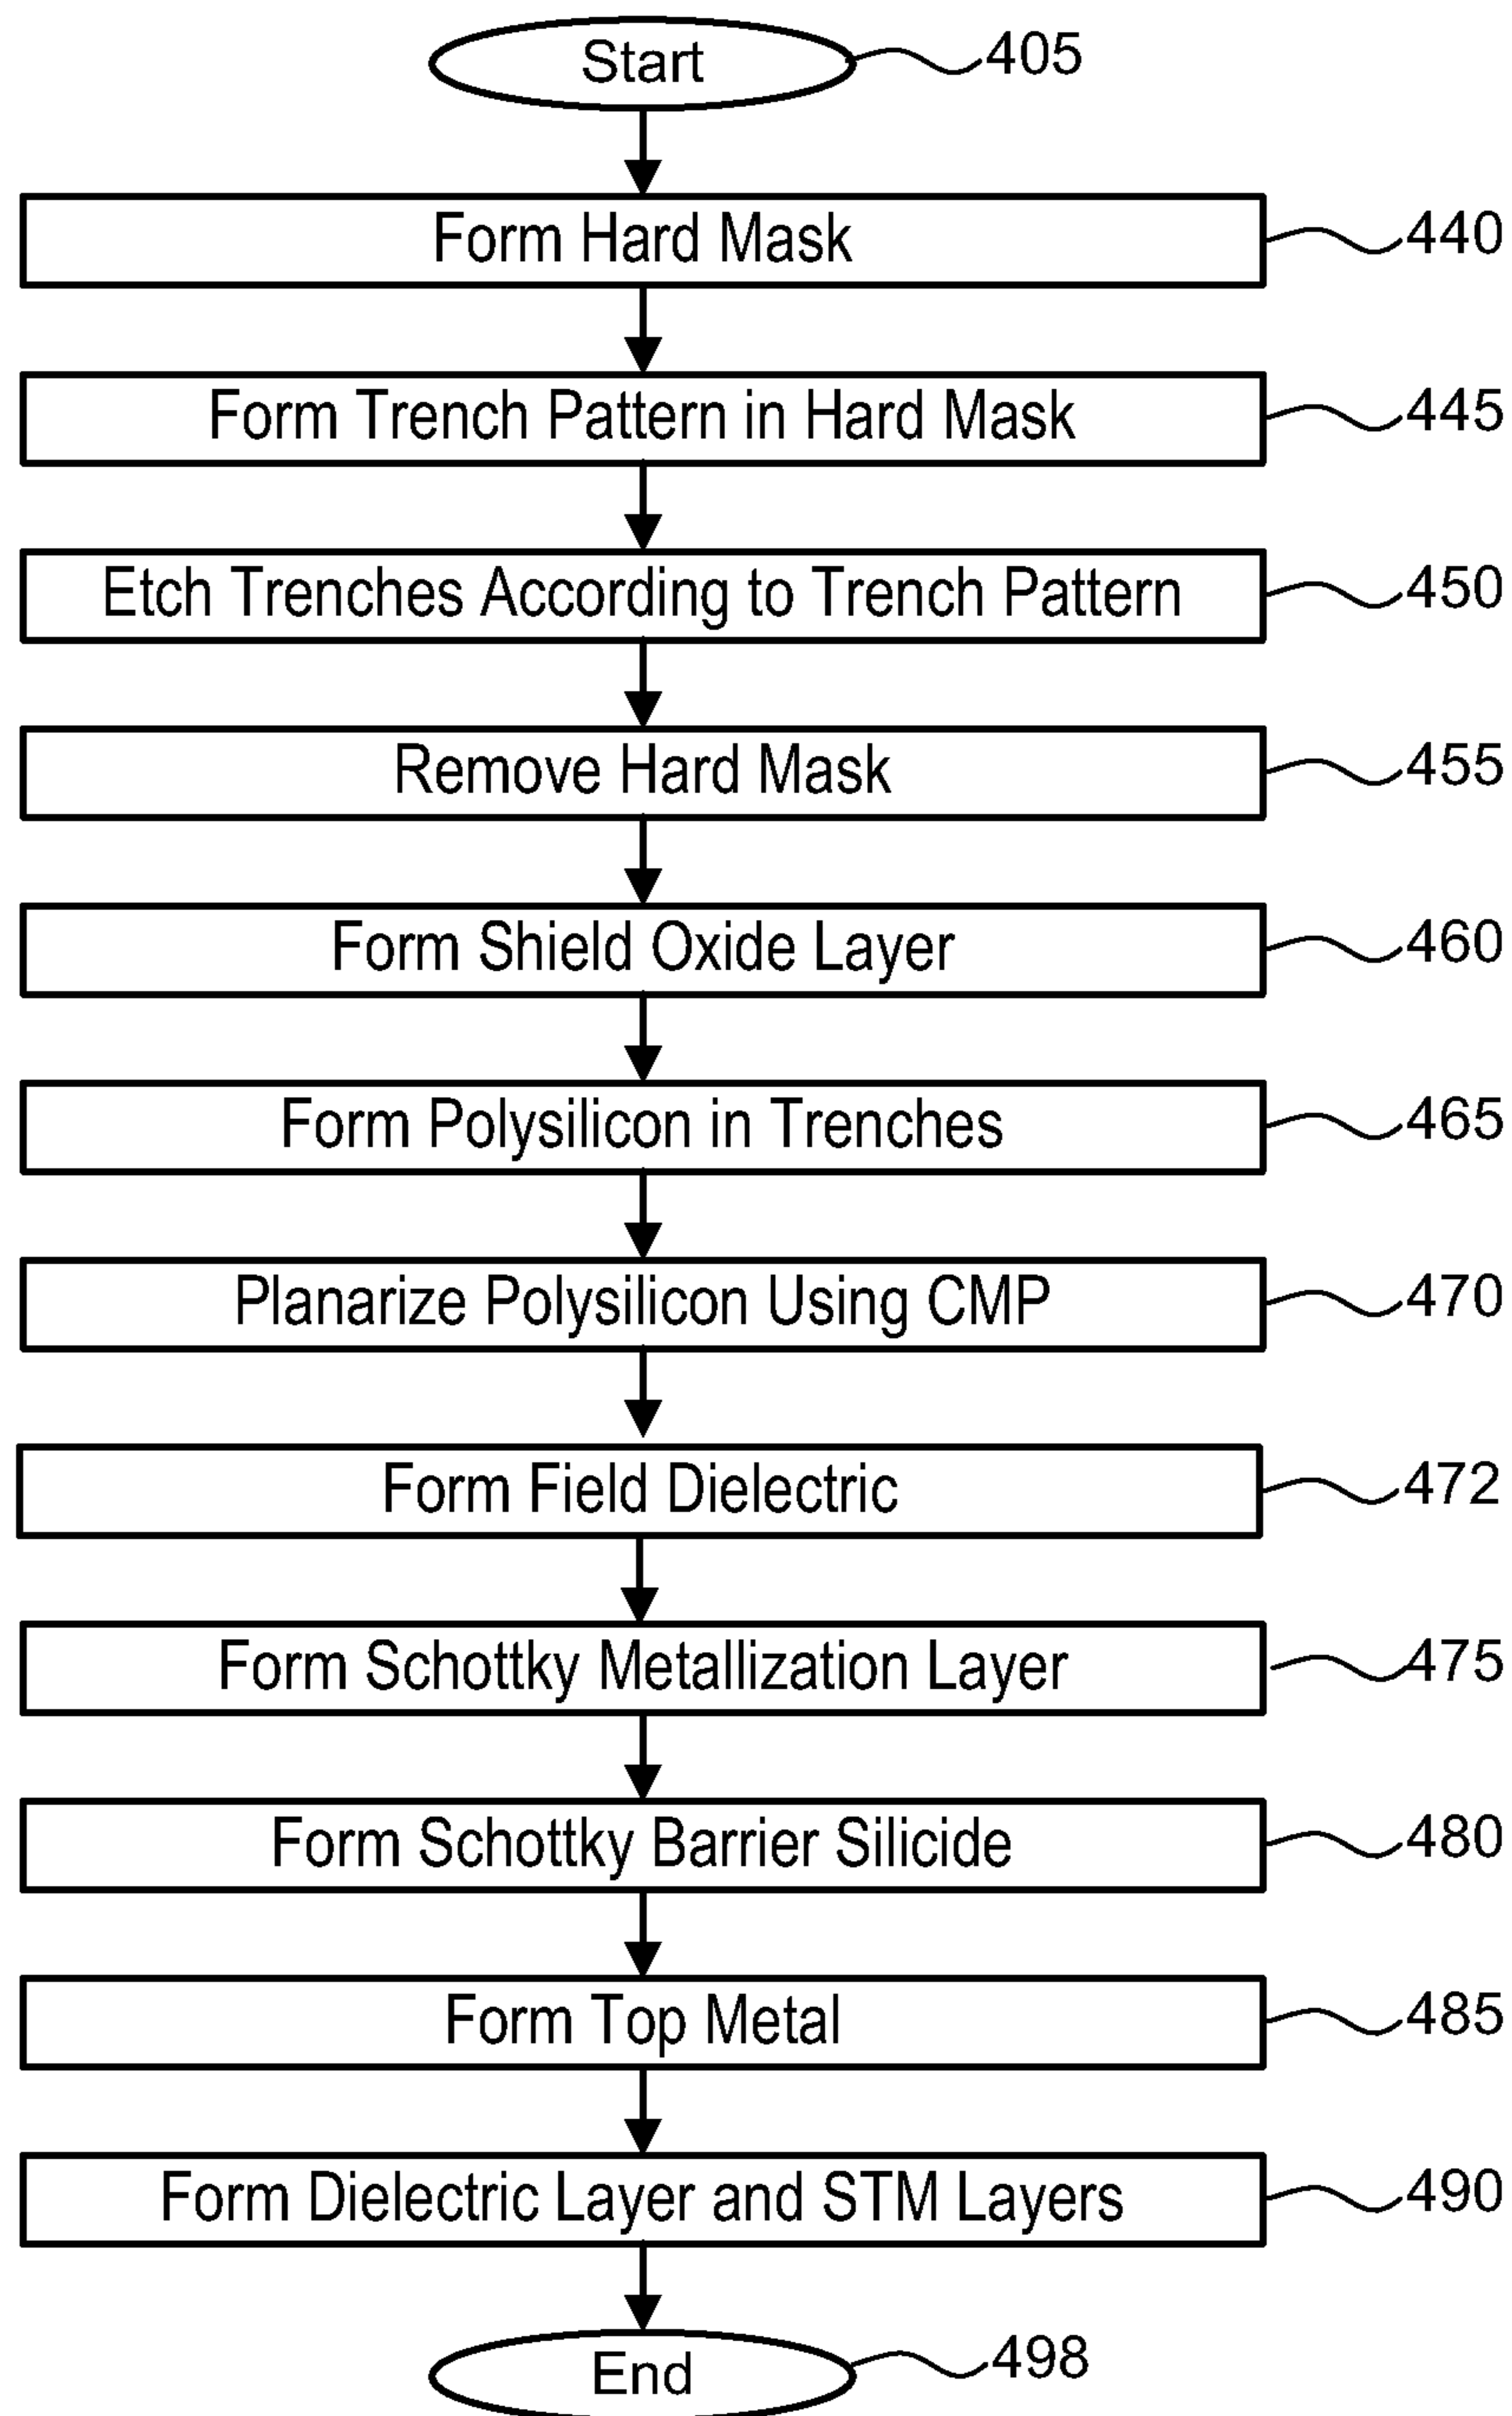 Start 405
Form Hard Mask 440
Form Trench Pattern in Hard Mask 445
Etch Trenches According to Trench Pattern 450
Remove Hard Mask 455
Form Shield Oxide Layer 460
Form Polysilicon in Trenches 465
Planarize Polysilicon Using CMP 470
Form Field Dielectric 472
Form Schottky Metallization Layer 475
Form Schottky Barrier Silicide 480
Form Top Metal 485
Form Dielectric Layer and STM Layers 490
End 498